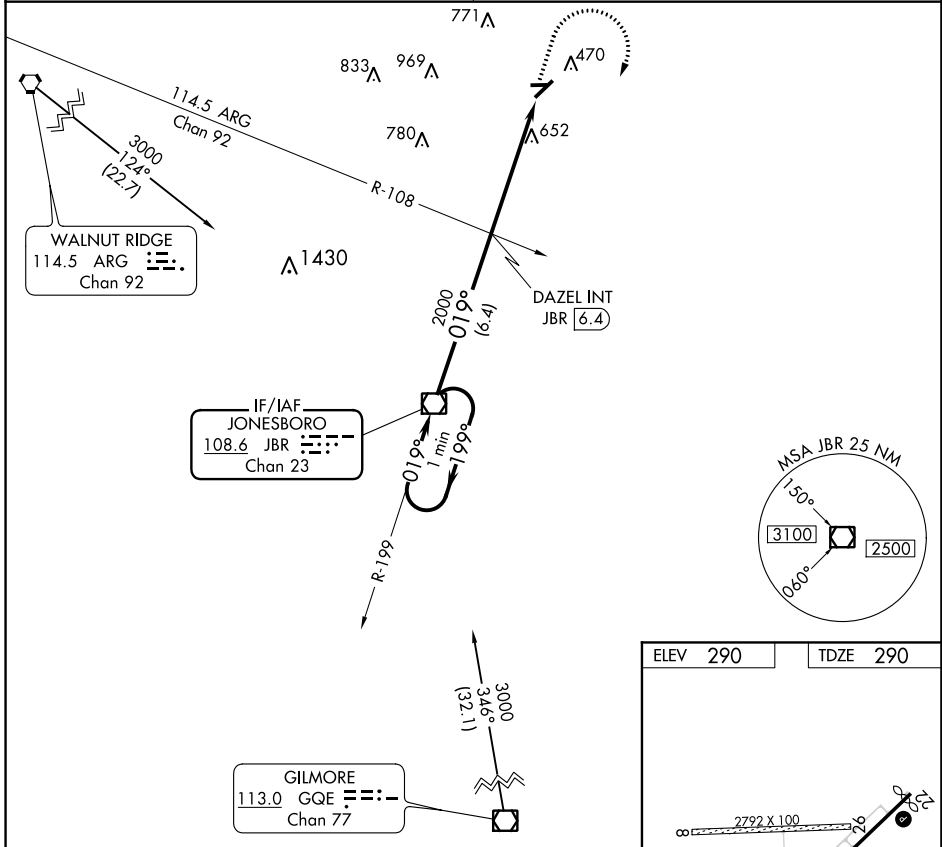 771
833
969
470
114.5 ARG
Chan 92
780
652
3000
124°
(22.7)
R-108
WALNUT RIDGE
114.5 ARG
Chan 92
1430
DAZEL INT
JBR 6.4
2000
019°
(6.4)
IF/IAF
JONESBORO
108.6 JBR
Chan 23
019°
1 min
199°
MSA JBR 25 NM
150°
3100
2500
060°
R-199
3000
346°
(32.1)
ELEV 290
TDZE 290
GILMORE
113.0 GQE
Chan 77
2792 X 100
26
22
P